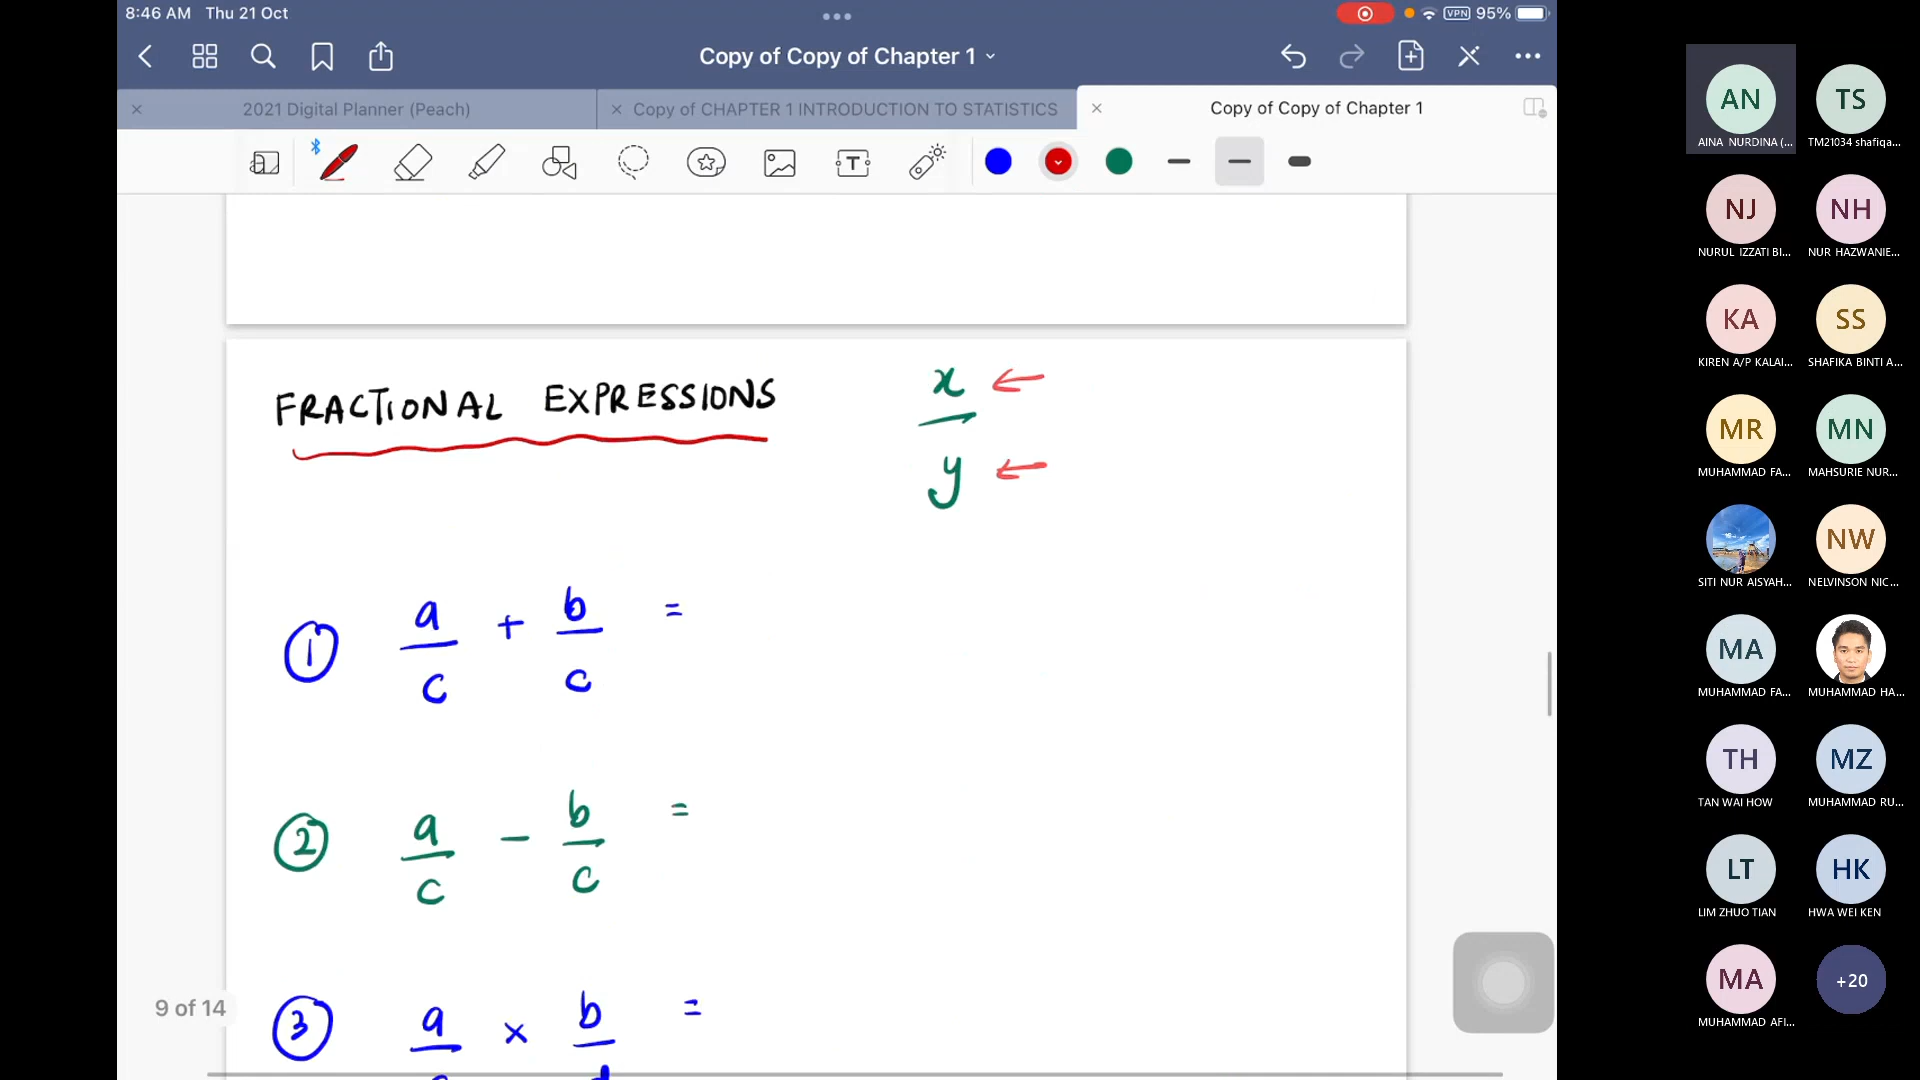 8:46 AM Thu 21 Oct
VPN 95%
Copy of Copy of Chapter 1
2021 Digital Planner (Peach)
Copy of CHAPTER 1 INTRODUCTION TO STATISTICS
Copy of Copy of Chapter 1
T
FRACTIONAL EXPRESSIONS
x ←
y ←
① a/c + b/c =
② a/c - b/c =
③ a × b =
d
9 of 14
AN
AINA NURDINA (...
TS
TM21034 shafiqa...
NJ
NURUL IZZATI BI...
NH
NUR HAZWANIE...
KA
KIREN A/P KALAI...
SS
SHAFIKA BINTI A...
MR
MUHAMMAD FA...
MN
MAHSURIE NUR...
SITI NUR AISYAH...
NW
NELVINSON NIC...
MA
MUHAMMAD FA...
MUHAMMAD HA...
TH
TAN WAI HOW
MZ
MUHAMMAD RU...
LT
LIM ZHUO TIAN
HK
HWA WEI KEN
MA
MUHAMMAD AFI...
+20